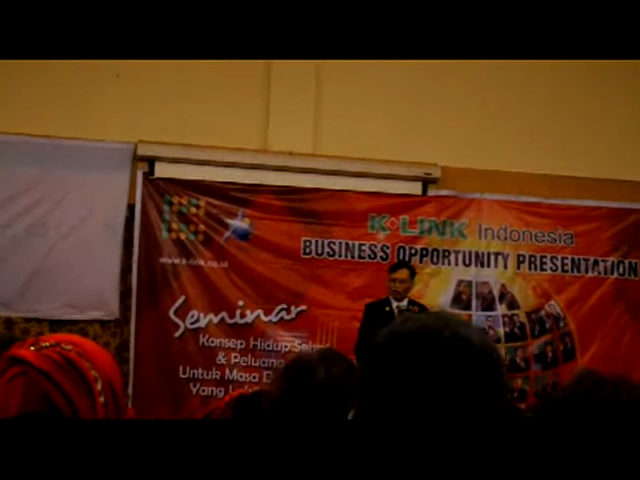 K-LINK Indonesia
BUSINESS OPPORTUNITY PRESENTATION
www.k-link.co.id
Seminar
Konsep Hidup
& Peluang
Untuk Masa
Yang